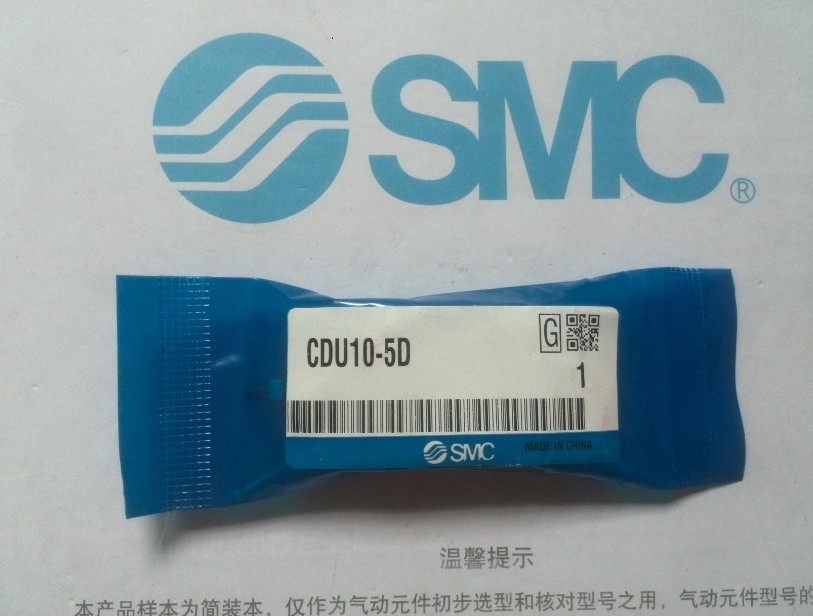 SMC®
CDU10-5D
G
1
SMC
MADE IN CHINA
温馨提示
本产品样本为简装本，仅作为气动元件初步选型和核对型号之用，气动元件型号的